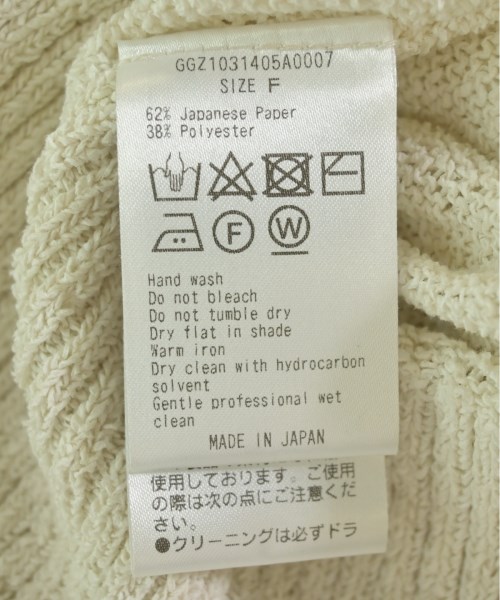 GGZ1031405A0007
SIZE F
62% Japanese Paper
38% Polyester
F
W
Hand wash
Do not bleach
Do not tumble dry
Dry flat in shade
Warm iron
Dry clean with hydrocarbon
solvent
Gentle professional wet
clean
MADE IN JAPAN
使用しております。ご使用
の際は次の点にご注意くだ
さい。
●クリーニングは必ずドラ